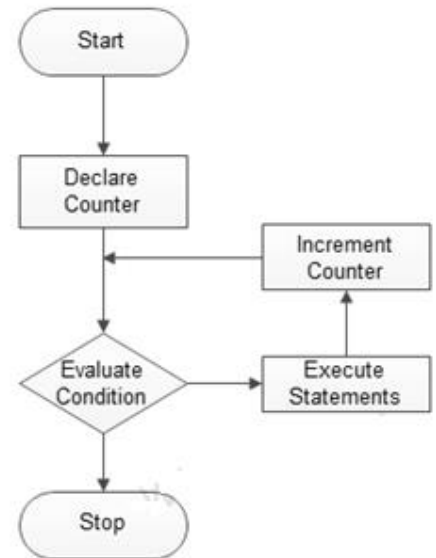 Start
Declare
Counter
Increment
Counter
Evaluate
Condition
Execute
Statements
Stop